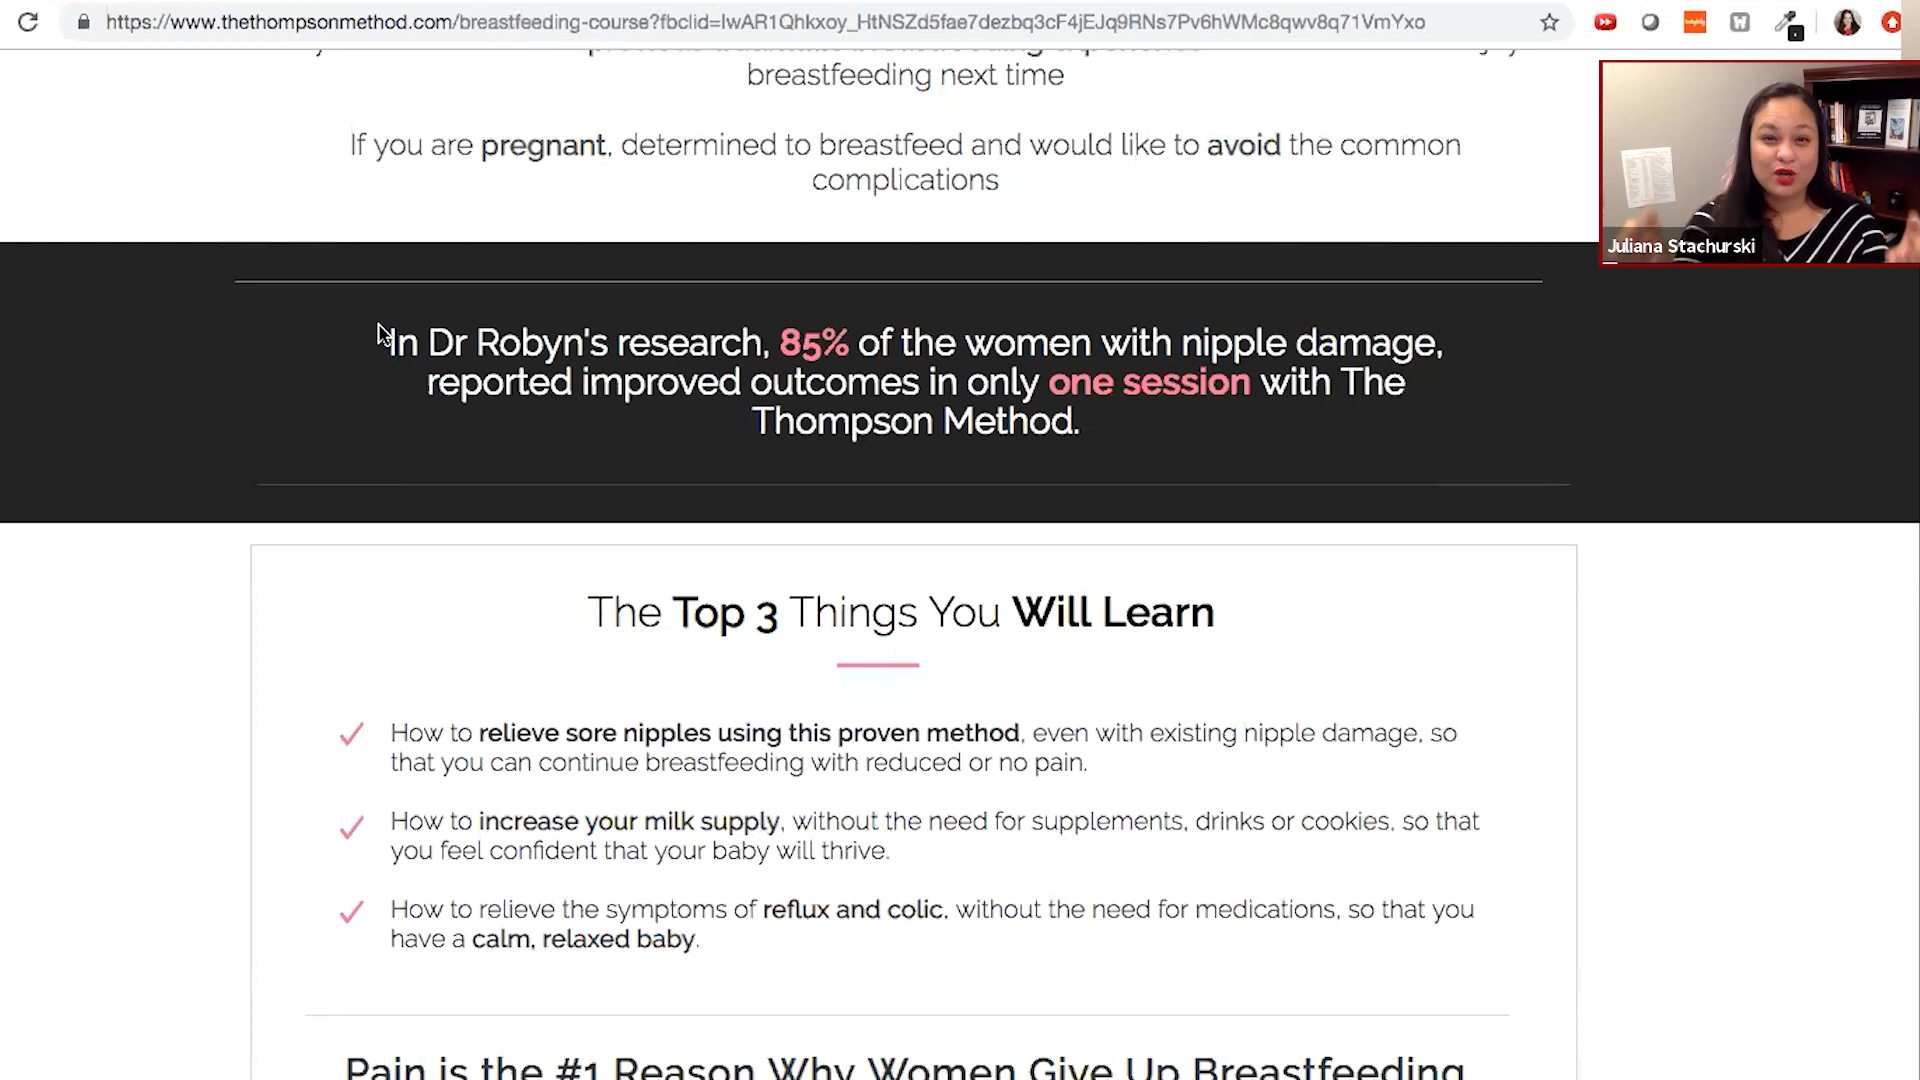 https://www.thethompsonmethod.com/breastfeeding-course?fbclid=IwAR1Qhkxoy_HtNSZd5fae7dezbq3cF4jEJq9RNs7Pv6hWMc8qwv8q71VmYxo
breastfeeding next time
If you are pregnant, determined to breastfeed and would like to avoid the common
complications
Juliana Stachurski
In Dr Robyn's research, 85% of the women with nipple damage,
reported improved outcomes in only one session with The
Thompson Method.
The Top 3 Things You Will Learn
How to relieve sore nipples using this proven method, even with existing nipple damage, so
that you can continue breastfeeding with reduced or no pain.
How to increase your milk supply, without the need for supplements, drinks or cookies, so that
you feel confident that your baby will thrive.
How to relieve the symptoms of reflux and colic, without the need for medications, so that you
have a calm, relaxed baby.
Pain is the #1 Reason Why Women Give Up Breastfeeding